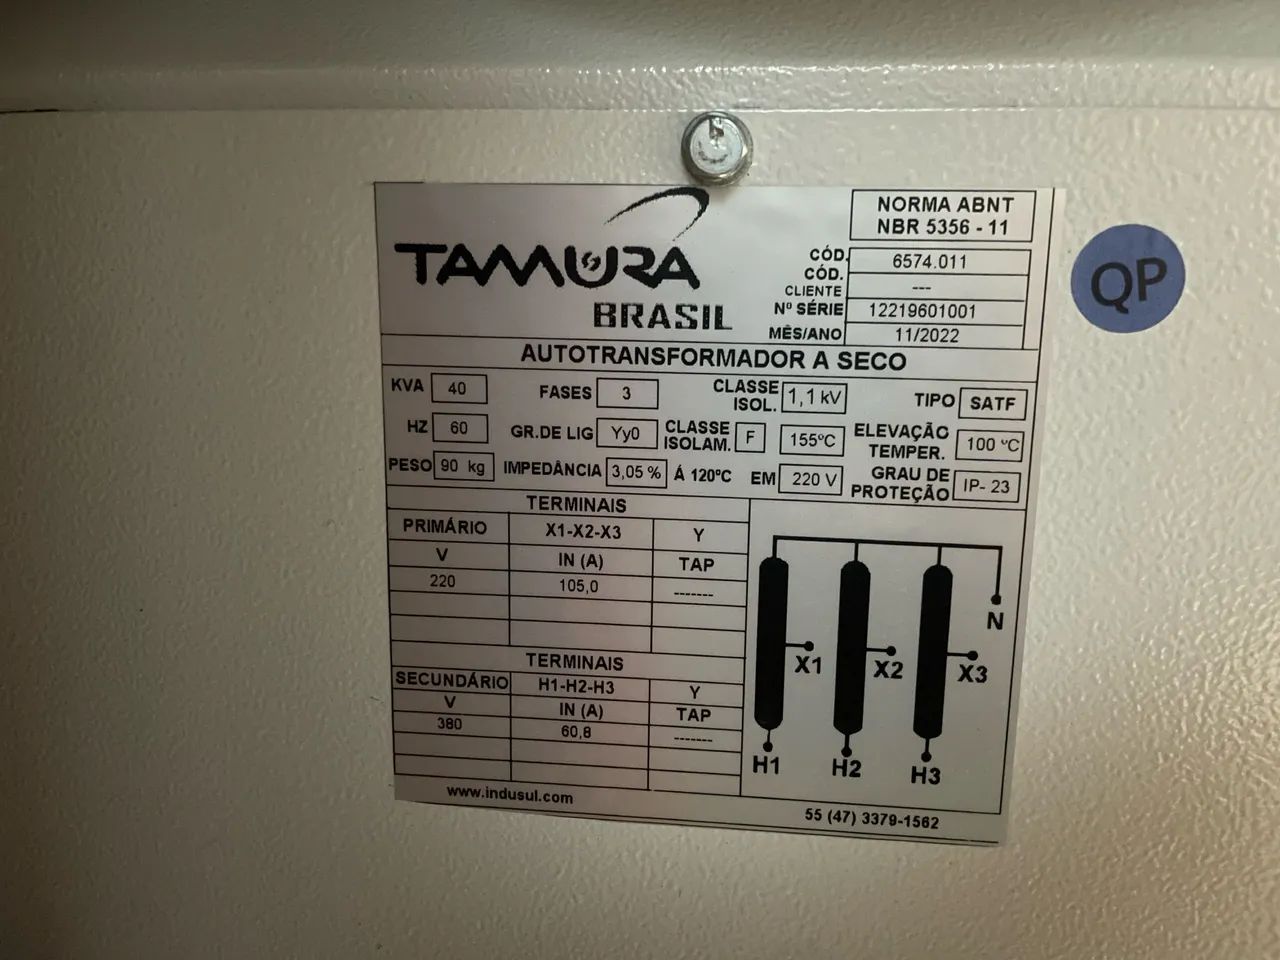 TAMURA
BRASIL
NORMA ABNT
NBR 5356 - 11
CÓD. 6574.011
CÓD. CLIENTE ---
Nº SÉRIE 12219601001
MÊS/ANO 11/2022
QP
AUTOTRANSFORMADOR A SECO
KVA 40 FASES 3 CLASSE ISOL. 1,1 kV TIPO SATF
HZ 60 GR.DE LIG Yy0 CLASSE ISOLAM. F 155ºC ELEVAÇÃO TEMPER. 100 ºC
PESO 90 kg IMPEDÂNCIA 3,05 % Á 120ºC EM 220 V GRAU DE PROTEÇÃO IP- 23
TERMINAIS
PRIMÁRIO X1-X2-X3 Y
V IN (A) TAP
220 105,0 -------
TERMINAIS
SECUNDÁRIO H1-H2-H3 Y
V IN (A) TAP
380 60,8 -------
N
X1 X2 X3
H1 H2 H3
www.indusul.com
55 (47) 3379-1562